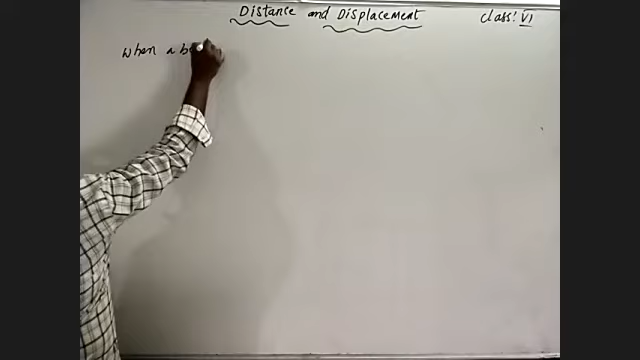 Distance and Displacement
Class: VI
when a